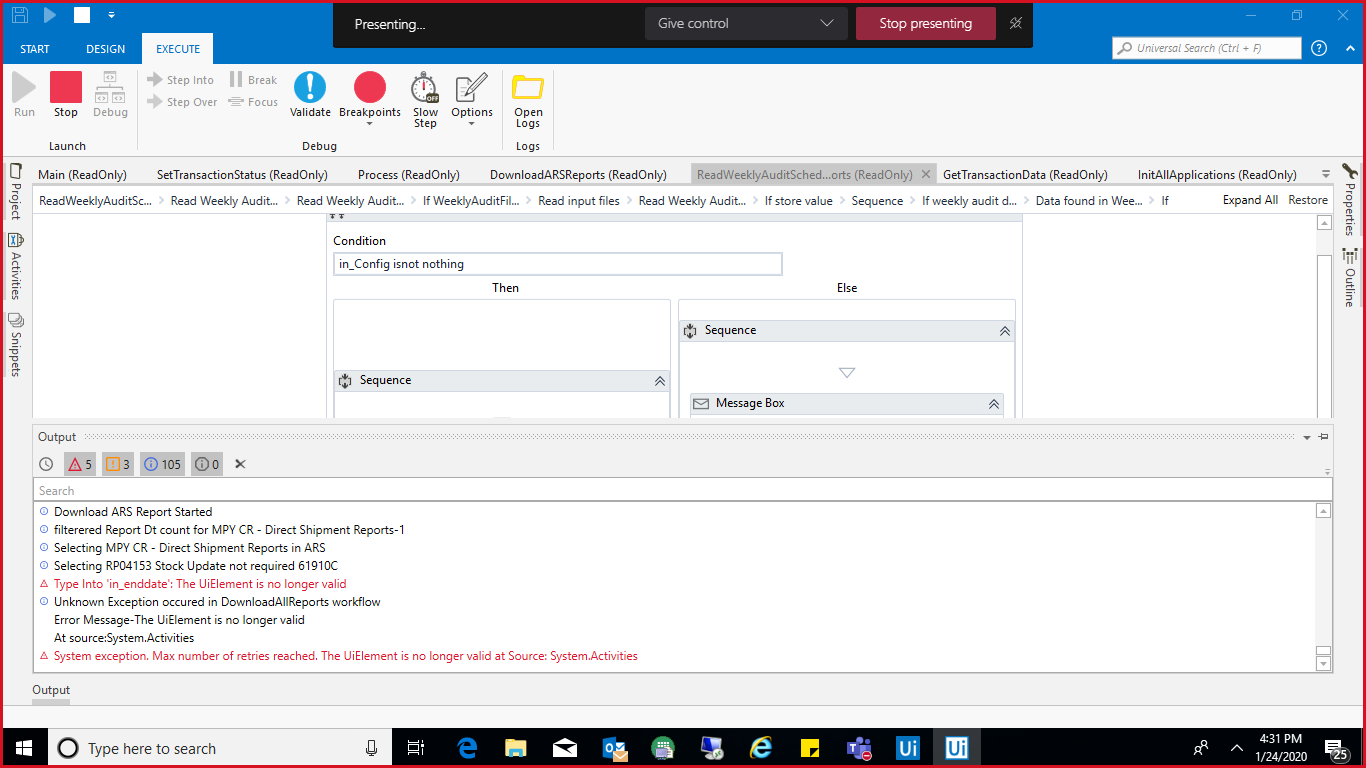 Presenting...
Give control
Stop presenting
START
DESIGN
EXECUTE
Universal Search (Ctrl + F)
?
Run
Stop
Debug
Step Into
Step Over
Break
Focus
Validate
Breakpoints
OFF
Slow
Step
Options
Open
Logs
Launch
Debug
Logs
Project
Activities
Snippets
Properties
Outline
Main (ReadOnly)
SetTransactionStatus (ReadOnly)
Process (ReadOnly)
DownloadARSReports (ReadOnly)
ReadWeeklyAuditSched...orts (ReadOnly)
GetTransactionData (ReadOnly)
InitAllApplications (ReadOnly)
ReadWeeklyAuditSc... > Read Weekly Audit... > Read Weekly Audit... > If WeeklyAuditFil... > Read input files > Read Weekly Audit... > If store value > Sequence > If weekly audit d... > Data found in Wee... > If
Expand All
Restore
Condition
in_Config isnot nothing
Then
Else
Sequence
Sequence
Message Box
Output
5
3
105
0
Search
Download ARS Report Started
filterered Report Dt count for MPY CR - Direct Shipment Reports-1
Selecting MPY CR - Direct Shipment Reports in ARS
Selecting RP04153 Stock Update not required 61910C
Type Into 'in_enddate': The UiElement is no longer valid
Unknown Exception occured in DownloadAllReports workflow
Error Message-The UiElement is no longer valid
At source:System.Activities
System exception. Max number of retries reached. The UiElement is no longer valid at Source: System.Activities
Output
Type here to search
Ui
Ui
4:31 PM
1/24/2020
25